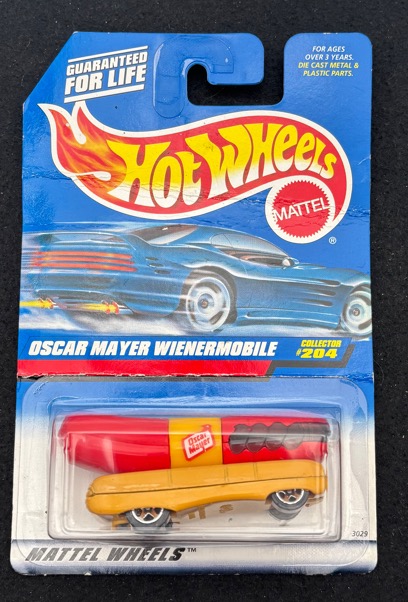 GUARANTEED
FOR LIFE
FOR AGES
OVER 3 YEARS.
DIE CAST METAL &
PLASTIC PARTS.
HOT WHEELS
MATTEL
®
OSCAR MAYER WIENERMOBILE
COLLECTOR
#204
Oscar
Mayer
3029
MATTEL WHEELS™